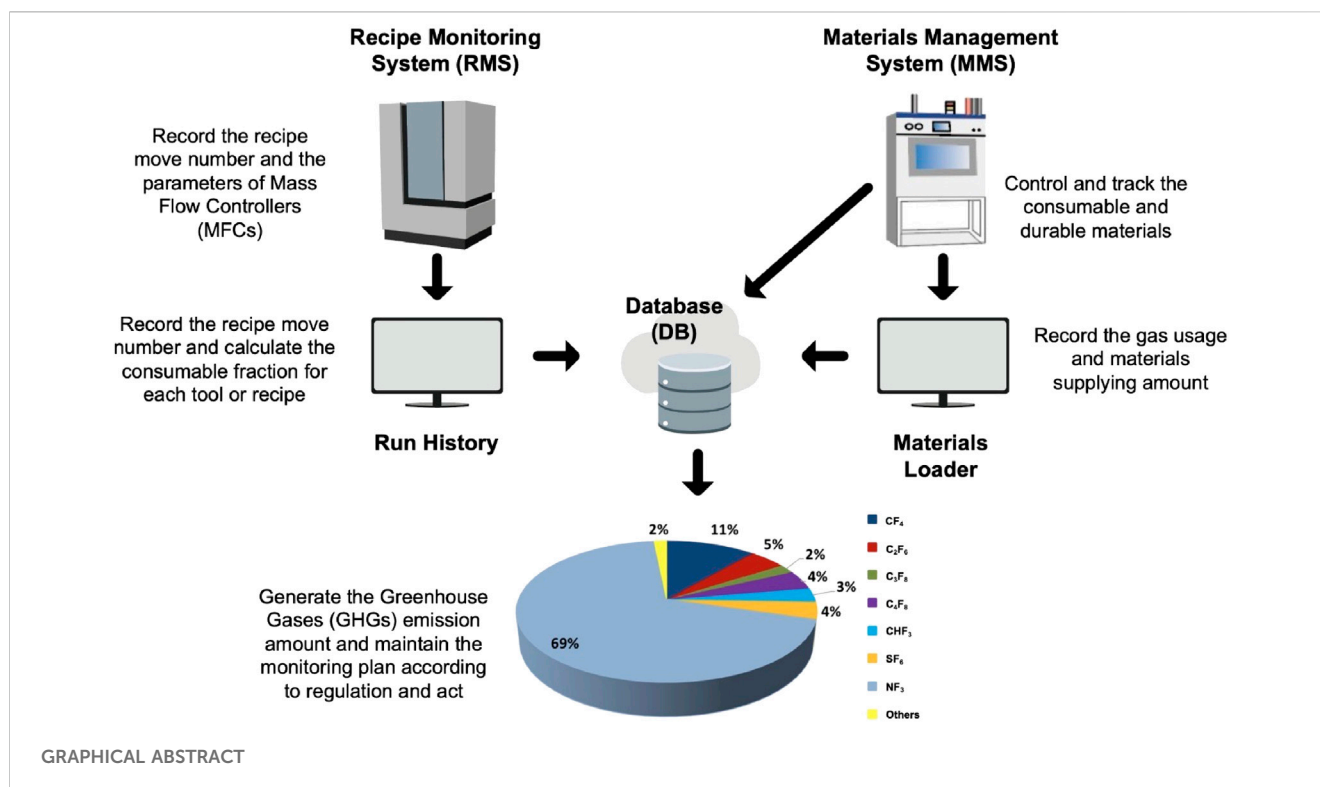 Recipe Monitoring
System (RMS)
Materials Management
System (MMS)
Record the recipe
move number and the
parameters of Mass
Flow Controllers
(MFCs)
Control and track the
consumable and
durable materials
Record the recipe move
number and calculate the
consumable fraction for
each tool or recipe
Run History
Database
(DB)
Record the gas usage
and materials
supplying amount
Materials
Loader
Generate the Greenhouse
Gases (GHGs) emission
amount and maintain the
monitoring plan according
to regulation and act
2%
11%
5%
2%
4%
3%
4%
69%
CF₄
C₂F₆
C₃F₈
C₄F₈
CHF₃
SF₆
NF₃
Others
GRAPHICAL ABSTRACT